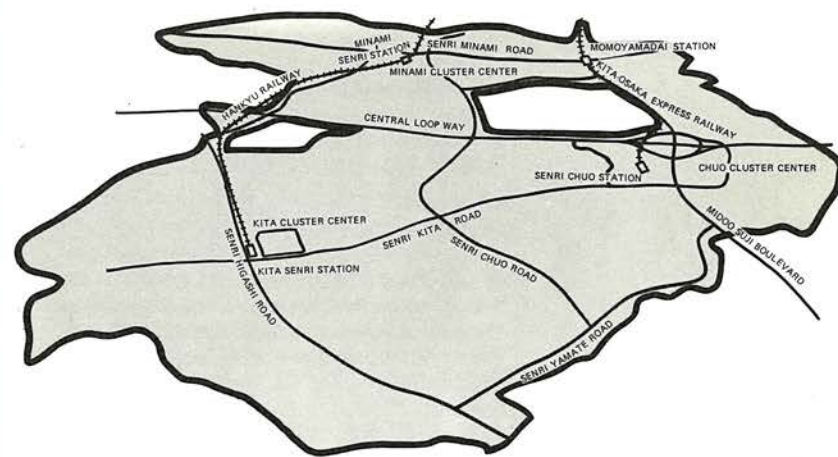 MINAMI
SENRI STATION
SENRI MINAMI ROAD
MOMOYAMADAI STATION
HANKYU RAILWAY
MINAMI CLUSTER CENTER
KITA-OSAKA EXPRESS RAILWAY
CENTRAL LOOP WAY
SENRI CHUO STATION
CHUO CLUSTER CENTER
KITA CLUSTER CENTER
SENRI KITA ROAD
MIDOO SUJI BOULEVARD
SENRI HIGASHI ROAD
KITA SENRI STATION
SENRI CHUO ROAD
SENRI YAMATE ROAD